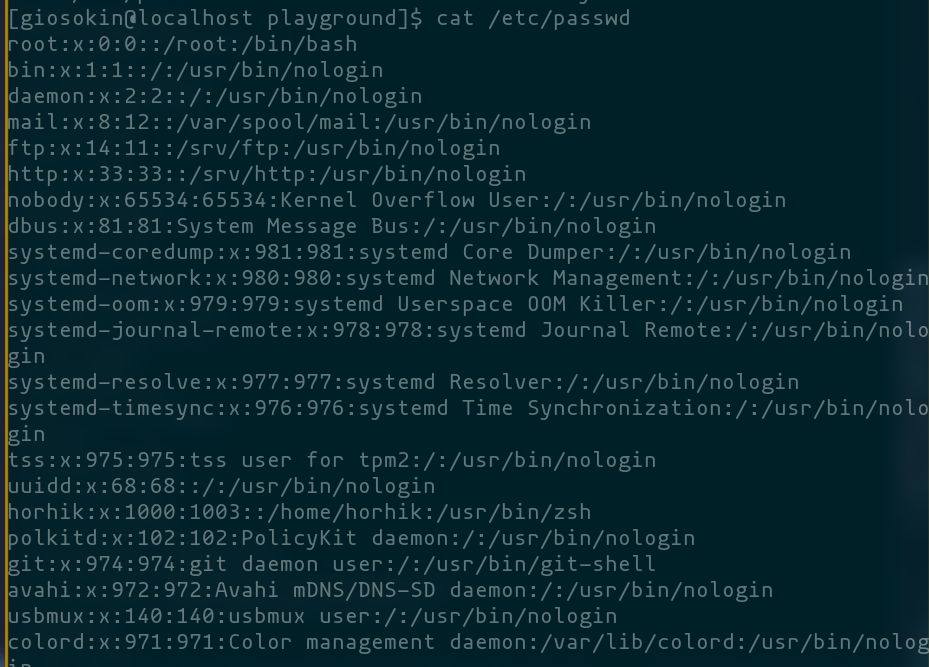 [giosokin@localhost playground]$ cat /etc/passwd
root:x:0:0::/root:/bin/bash
bin:x:1:1::/:/usr/bin/nologin
daemon:x:2:2::/:/usr/bin/nologin
mail:x:8:12::/var/spool/mail:/usr/bin/nologin
ftp:x:14:11::/srv/ftp:/usr/bin/nologin
http:x:33:33::/srv/http:/usr/bin/nologin
nobody:x:65534:65534:Kernel Overflow User:/:/usr/bin/nologin
dbus:x:81:81:System Message Bus:/:/usr/bin/nologin
systemd-coredump:x:981:981:systemd Core Dumper:/:/usr/bin/nologin
systemd-network:x:980:980:systemd Network Management:/:/usr/bin/nologin
systemd-oom:x:979:979:systemd Userspace OOM Killer:/:/usr/bin/nologin
systemd-journal-remote:x:978:978:systemd Journal Remote:/:/usr/bin/nolo
gin
systemd-resolve:x:977:977:systemd Resolver:/:/usr/bin/nologin
systemd-timesync:x:976:976:systemd Time Synchronization:/:/usr/bin/nolo
gin
tss:x:975:975:tss user for tpm2:/:/usr/bin/nologin
uuidd:x:68:68::/:/usr/bin/nologin
horhik:x:1000:1003::/home/horhik:/usr/bin/zsh
polkitd:x:102:102:PolicyKit daemon:/:/usr/bin/nologin
git:x:974:974:git daemon user:/:/usr/bin/git-shell
avahi:x:972:972:Avahi mDNS/DNS-SD daemon:/:/usr/bin/nologin
usbmux:x:140:140:usbmux user:/:/usr/bin/nologin
colord:x:971:971:Color management daemon:/var/lib/colord:/usr/bin/nolog
in